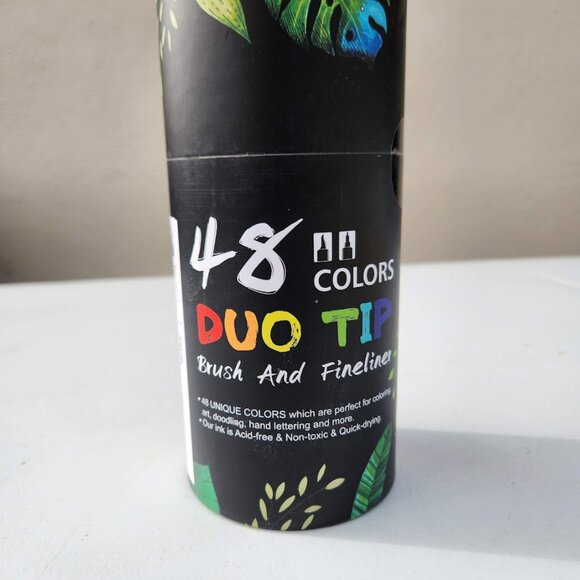 48
COLORS
DUO TIP
Brush And Fineliner
• 48 UNIQUE COLORS which are perfect for coloring,
art, doodling, hand lettering and more.
• Our ink is Acid-free & Non-toxic & Quick-drying.